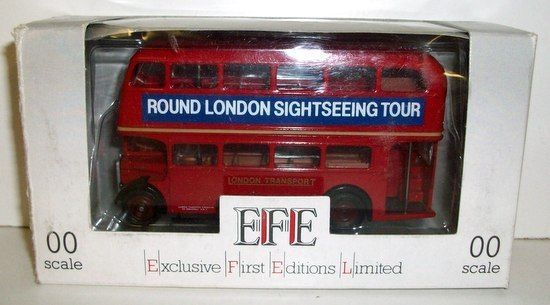 ROUND LONDON SIGHTSEEING TOUR
LONDON TRANSPORT
EFE
00
scale
Exclusive First Editions Limited
00
scale